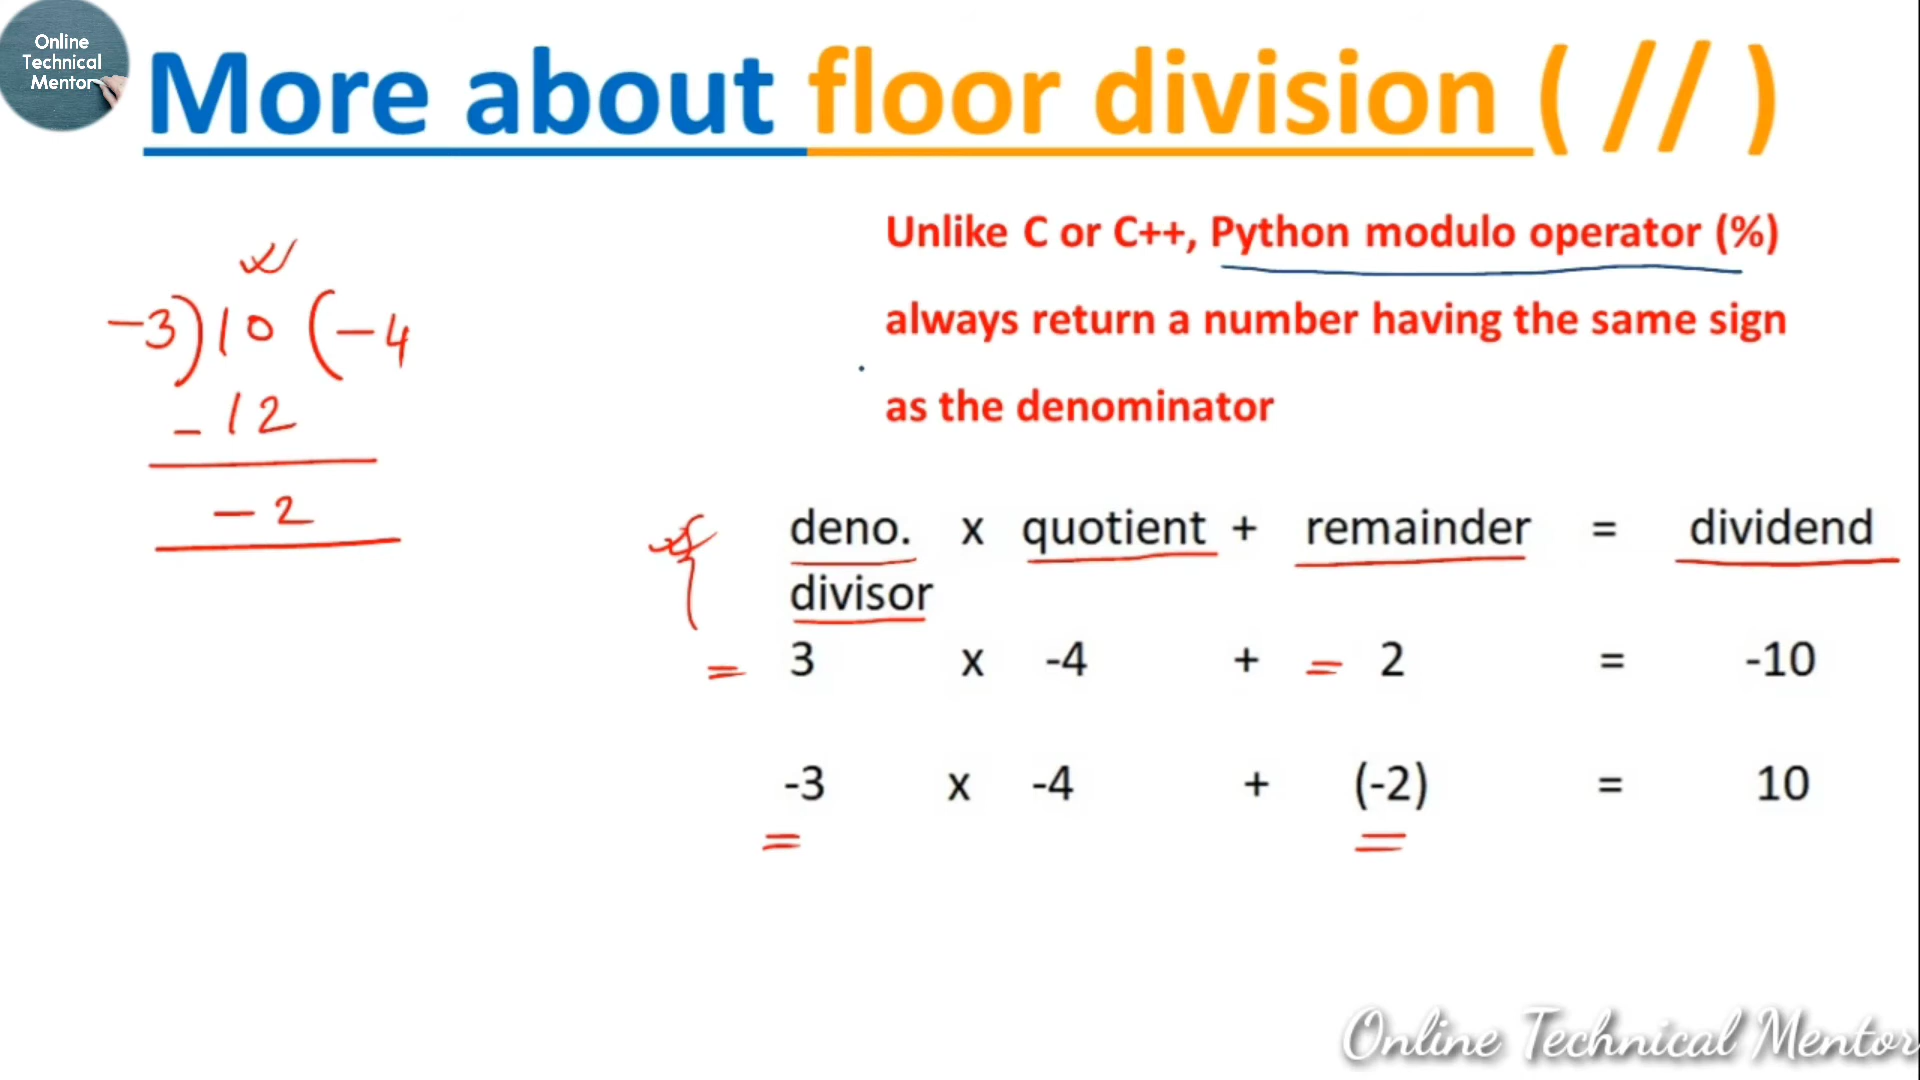 Online
Technical
Mentor
More about floor division ( // )
Unlike C or C++, Python modulo operator (%)
always return a number having the same sign
as the denominator
-3)10(-4
-12
-2
deno. x quotient + remainder = dividend
divisor
= 3 x -4 + = 2 = -10
-3 x -4 + (-2) = 10
= =
Online Technical Mentor